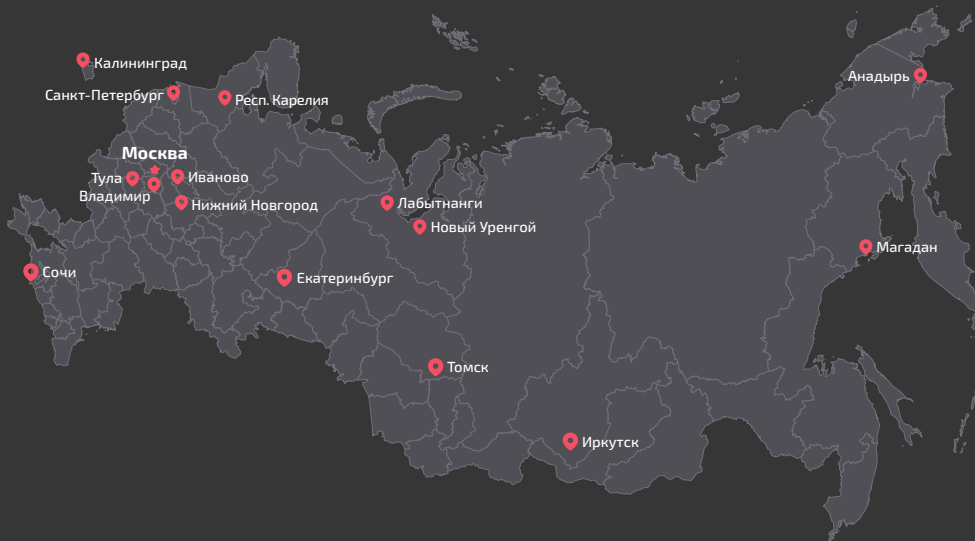 Калининград
Анадырь
Санкт-Петербург
Респ. Карелия
Москва
Тула
Иваново
Владимир
Нижний Новгород
Лабытнанги
Новый Уренгой
Магадан
Сочи
Екатеринбург
Томск
Иркутск